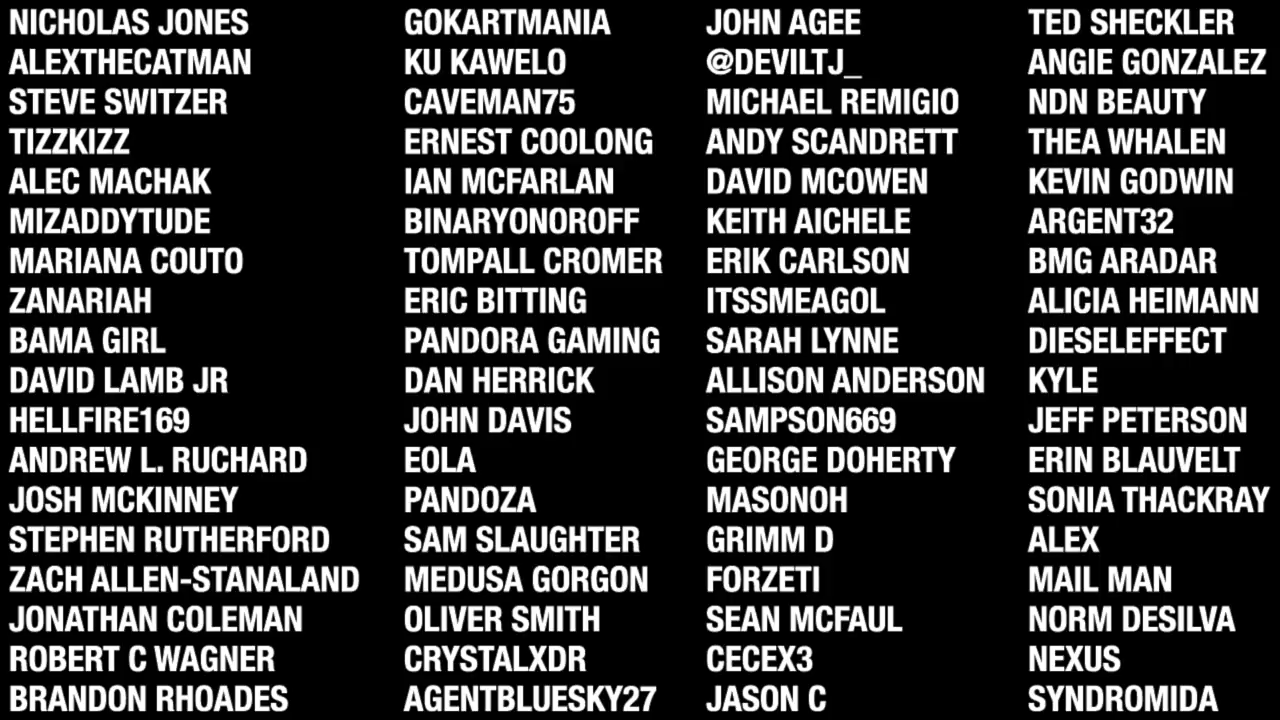 NICHOLAS JONES
ALEXTHECATMAN
STEVE SWITZER
TIZZKIZZ
ALEC MACHAK
MIZADDYTUDE
MARIANA COUTO
ZANARIAH
BAMA GIRL
DAVID LAMB JR
HELLFIRE169
ANDREW L. RUCHARD
JOSH MCKINNEY
STEPHEN RUTHERFORD
ZACH ALLEN-STANALAND
JONATHAN COLEMAN
ROBERT C WAGNER
BRANDON RHOADES
GOKARTMANIA
KU KAWELO
CAVEMAN75
ERNEST COOLONG
IAN MCFARLAN
BINARYONOROFF
TOMPALL CROMER
ERIC BITTING
PANDORA GAMING
DAN HERRICK
JOHN DAVIS
EOLA
PANDOZA
SAM SLAUGHTER
MEDUSA GORGON
OLIVER SMITH
CRYSTALXDR
AGENTBLUESKY27
JOHN AGEE
@DEVILTJ_
MICHAEL REMIGIO
ANDY SCANDRETT
DAVID MCOWEN
KEITH AICHELE
ERIK CARLSON
ITSSMEAGOL
SARAH LYNNE
ALLISON ANDERSON
SAMPSON669
GEORGE DOHERTY
MASONOH
GRIMM D
FORZETI
SEAN MCFAUL
CECEX3
JASON C
TED SHECKLER
ANGIE GONZALEZ
NDN BEAUTY
THEA WHALEN
KEVIN GODWIN
ARGENT32
BMG ARADAR
ALICIA HEIMANN
DIESELEFFECT
KYLE
JEFF PETERSON
ERIN BLAUVELT
SONIA THACKRAY
ALEX
MAIL MAN
NORM DESILVA
NEXUS
SYNDROMIDA